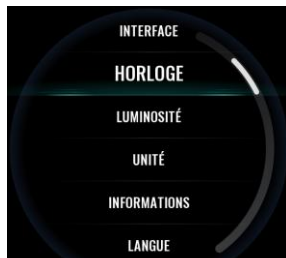 INTERFACE
HORLOGE
LUMINOSITÉ
UNITÉ
INFORMATIONS
LANGUE